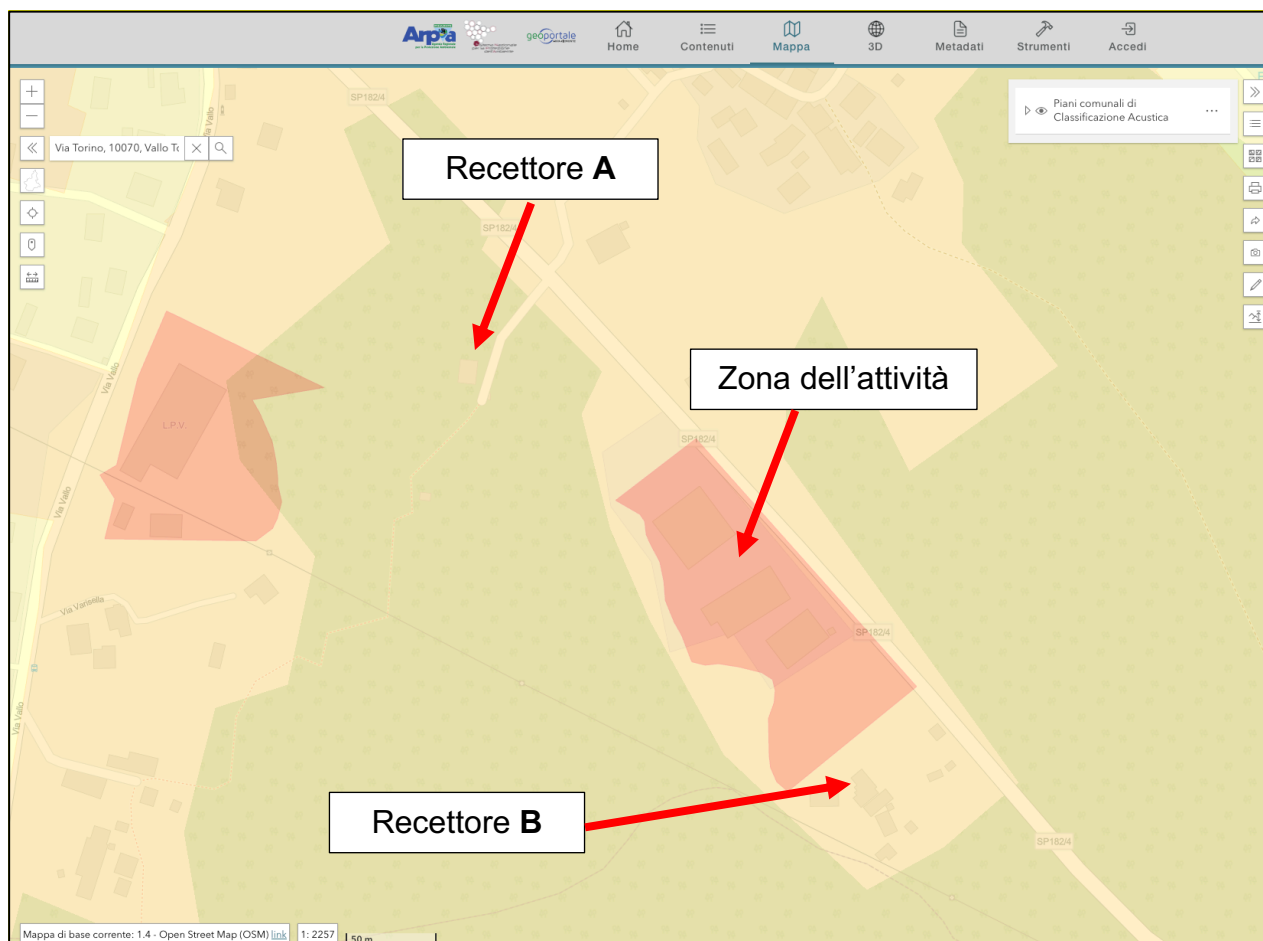 Arpa
geoportale
Home
Contenuti
Mappa
3D
Metadati
Strumenti
Accedi
Piani comunali di
Classificazione Acustica
Via Torino, 10070, Vallo To
SP182/4
Via Vallo
Recettore A
SP182/4
Via Vallo
Zona dell'attività
L.P.V.
SP182/4
Via Vallo
Via Varisella
SP182/4
Via Vallo
Recettore B
SP182/4
Mappa di base corrente: 1.4 - Open Street Map (OSM) link
1: 2257
50 m